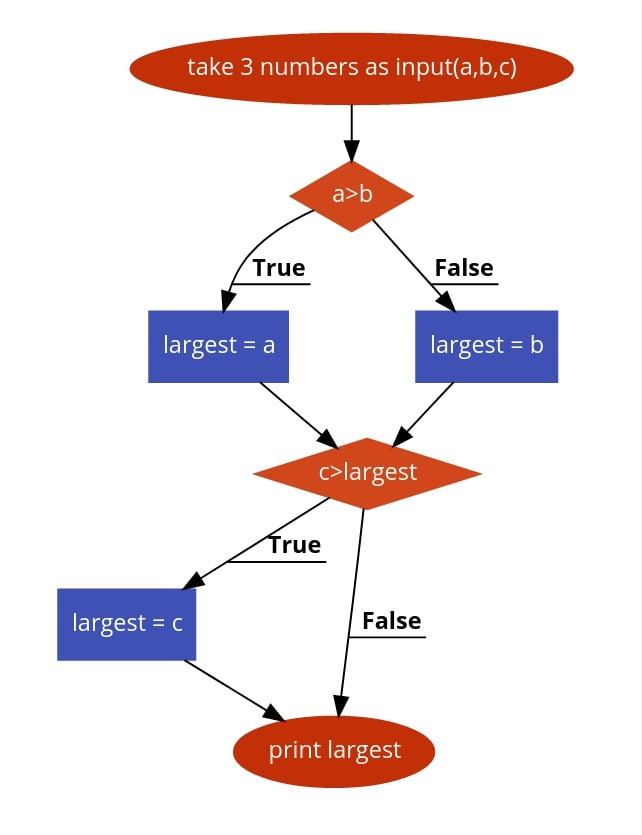 take 3 numbers as input(a,b,c)
a>b
True
False
largest = a
largest = b
c>largest
True
False
largest = c
print largest